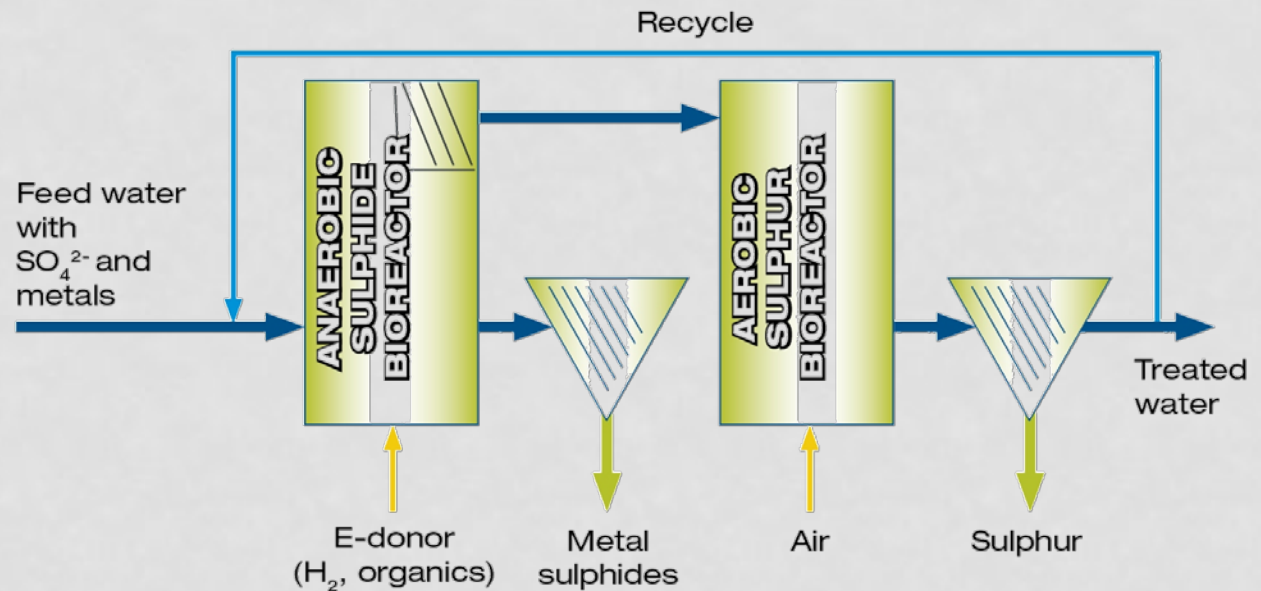 Recycle
Feed water
with
SO₄²⁻ and
metals
ANAEROBIC
SULPHIDE
BIOREACTOR
AEROBIC
SULPHUR
BIOREACTOR
Treated
water
E-donor
(H₂, organics)
Metal
sulphides
Air
Sulphur